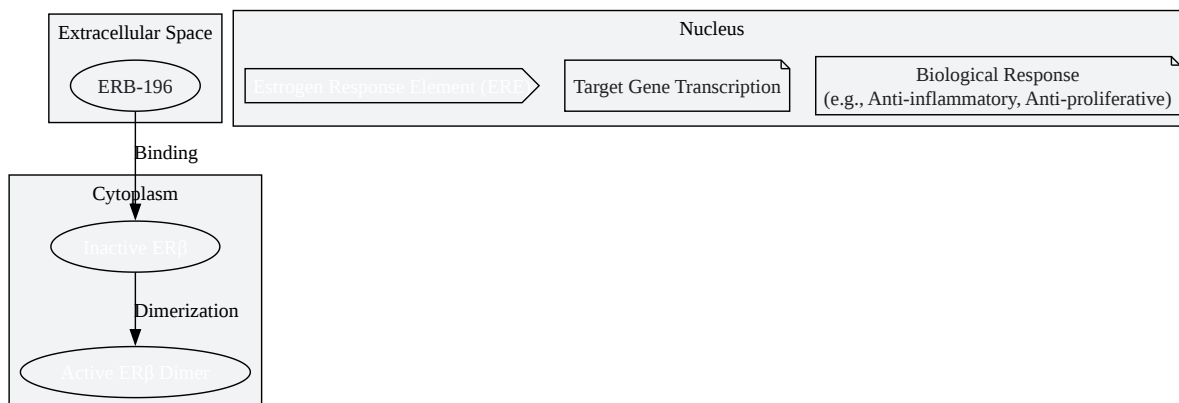 Extracellular Space
ERB-196
Nucleus
Estrogen Response Element (ERE)
Target Gene Transcription
Biological Response
(e.g., Anti-inflammatory, Anti-proliferative)
Binding
Cytoplasm
Inactive ERβ
Dimerization
Active ERβ Dimer